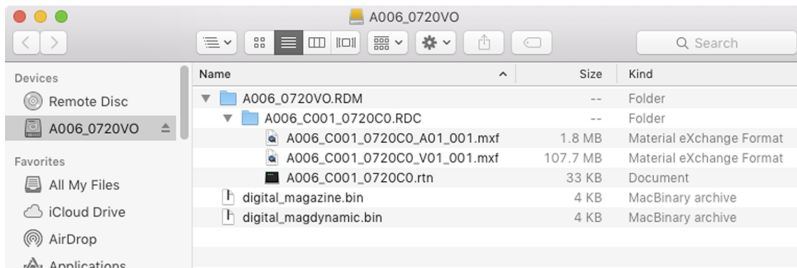 A006_0720VO
Search
Devices
Remote Disc
A006_0720VO
Favorites
All My Files
iCloud Drive
AirDrop
Applications
Name Size Kind
A006_0720VO.RDM -- Folder
A006_C001_0720C0.RDC -- Folder
A006_C001_0720C0_A01_001.mxf 1.8 MB Material eXchange Format
A006_C001_0720C0_V01_001.mxf 107.7 MB Material eXchange Format
A006_C001_0720C0.rtn 33 KB Document
digital_magazine.bin 4 KB MacBinary archive
digital_magdynamic.bin 4 KB MacBinary archive